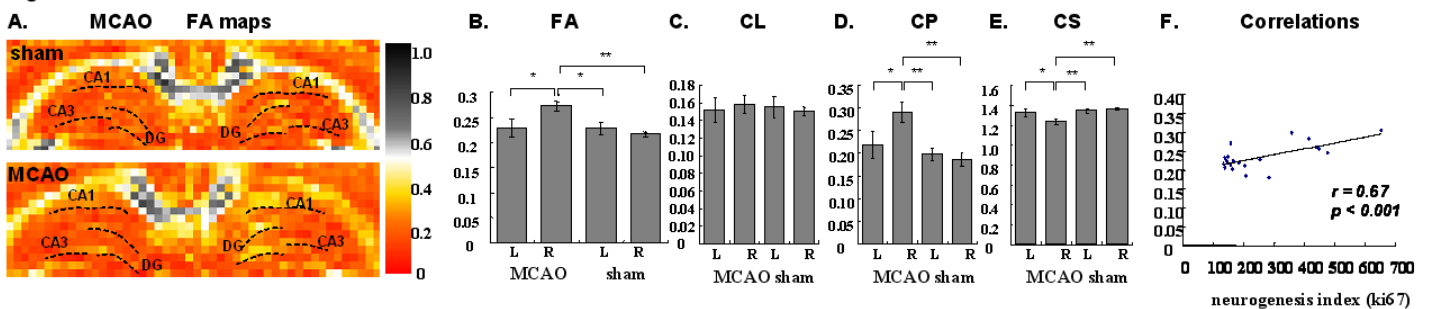 A. MCAO FA maps
sham
CA1
CA1
CA3
CA3
DG
DG
MCAO
CA1
CA1
CA3
CA3
DG
DG
1.0
0.8
0.6
0.4
0.2
0
B. FA
**
*
*
0.3
0.25
0.2
0.15
0.1
0.05
0
L R L R
MCAO sham
C. CL
0.18
0.16
0.14
0.12
0.10
0.08
0.06
0.04
0.02
0
L R L R
MCAO sham
D. CP
**
*
**
0.35
0.30
0.25
0.20
0.15
0.10
0.05
0
L R L R
E. CS
**
*
**
1.6
1.4
1.2
1.0
0.8
0.6
0.4
0.2
0
L R L R
MCAO sham
F. Correlations
0.40
0.35
0.30
0.25
0.20
0.15
0.10
0.05
0
r = 0.67
p < 0.001
0 100 200 300 400 500 600 700
neurogenesis index (ki67)